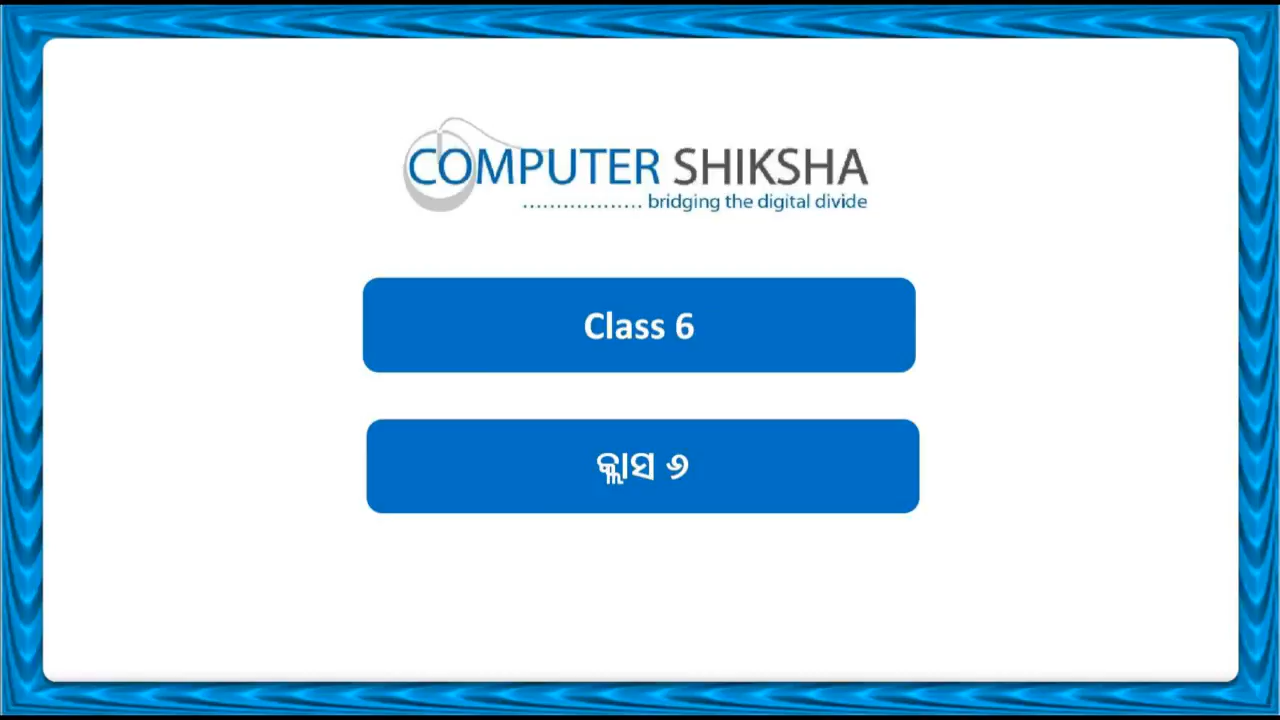 COMPUTER SHIKSHA
.................. bridging the digital divide
Class 6
କ୍ଲାସ ୬